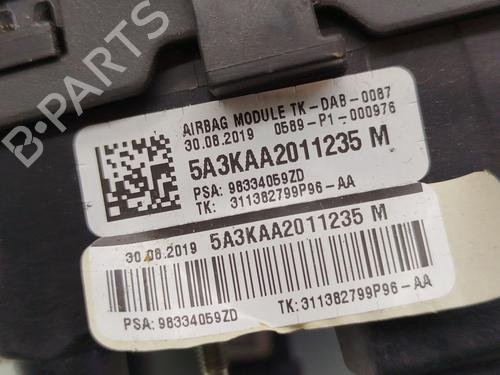 B-PARTS
AIRBAG MODULE TK-DAB-0087
30.08.2019 0589-P1-000976
5A3KAA2011235 M
PSA: 98334059ZD
TK: 311382799P96-AA
30.08.2019 5A3KAA2011235 M
PSA: 98334059ZD TK: 311382799P96-AA